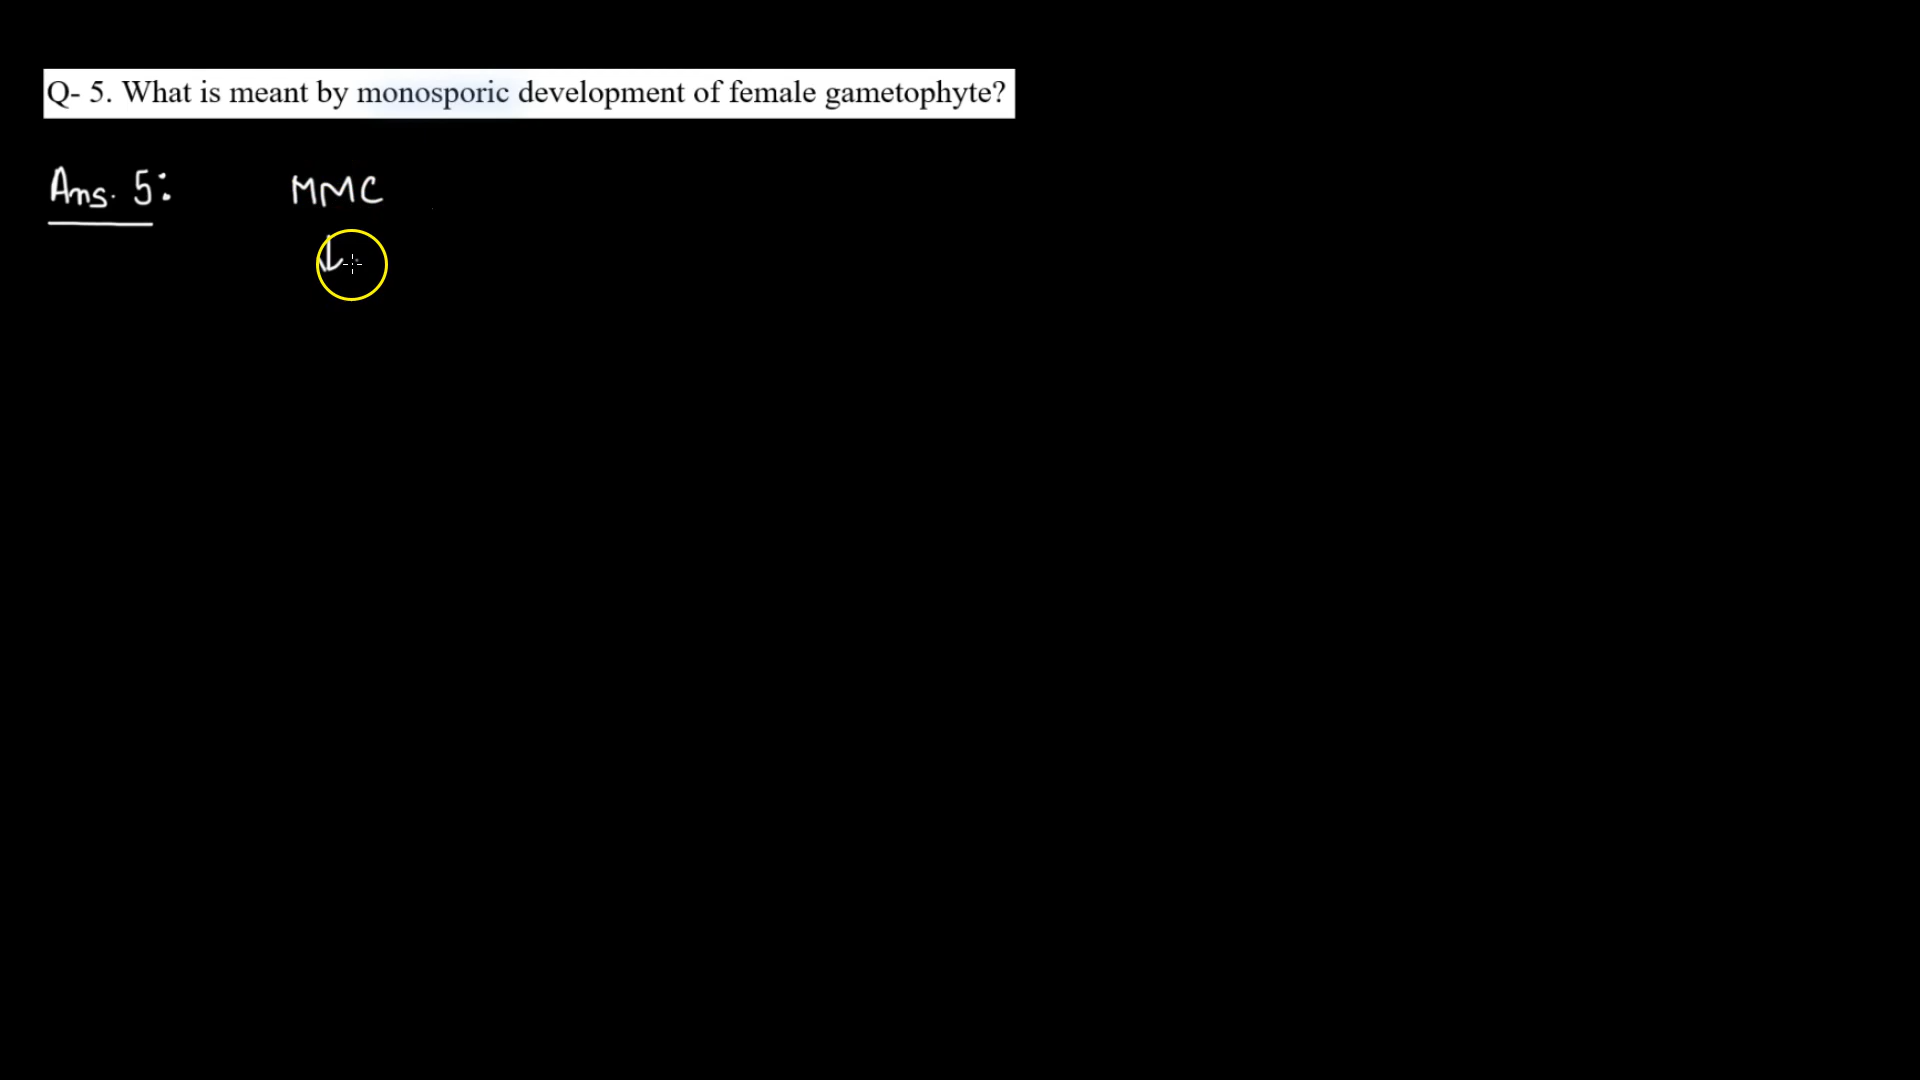 Q- 5. What is meant by monosporic development of female gametophyte?
Ans. 5: MMC
↓